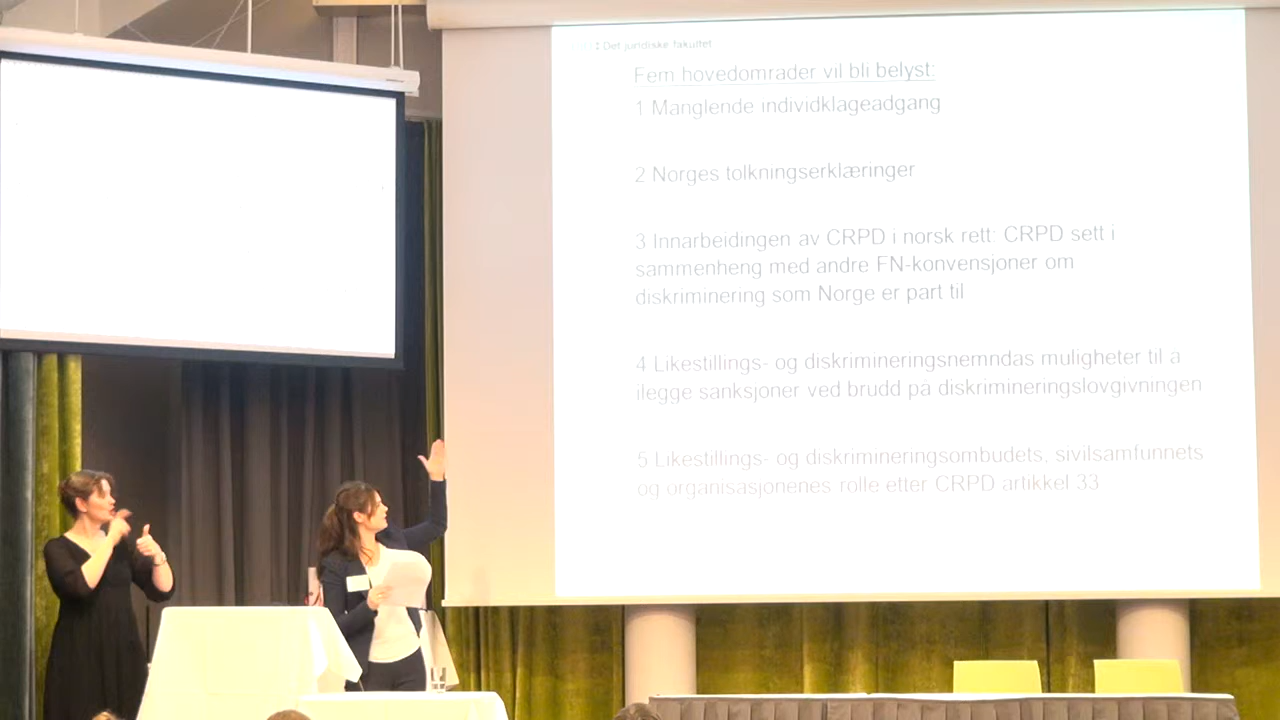 Det juridiske fakultet
Fem hovedområder vil bli belyst:
1 Manglende individklageadgang
2 Norges tolkningserklæringer
3 Innarbeidingen av CRPD i norsk rett: CRPD sett i
sammenheng med andre FN-konvensjoner om
diskriminering som Norge er part til
4 Likestillings- og diskrimineringsnemndas muligheter til å
ilegge sanksjoner ved brudd på diskrimineringslovgivningen
5 Likestillings- og diskrimineringsombudets, sivilsamfunnets
og organisasjonenes rolle etter CRPD artikkel 33